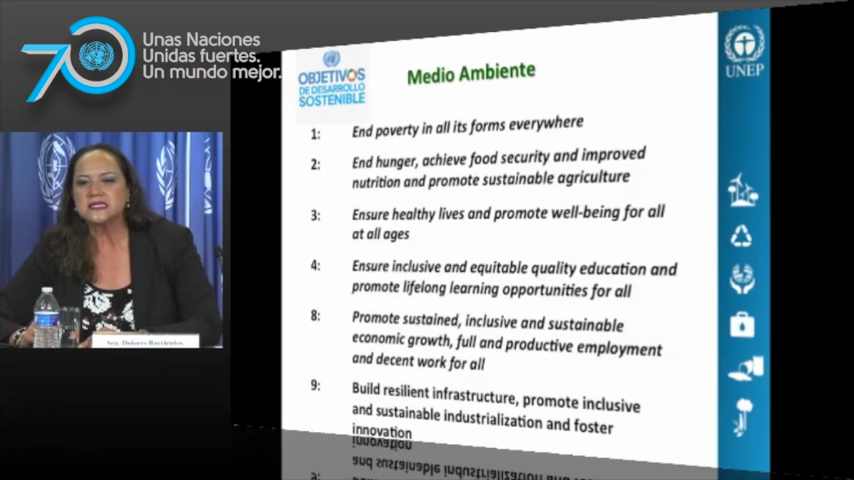 70
Unas Naciones
Unidas fuertes.
Un mundo mejor.
OBJETIVOS
DE DESARROLLO
SOSTENIBLE
Medio Ambiente
UNEP
1: End poverty in all its forms everywhere
2: End hunger, achieve food security and improved
nutrition and promote sustainable agriculture
3: Ensure healthy lives and promote well-being for all
at all ages
4: Ensure inclusive and equitable quality education and
promote lifelong learning opportunities for all
8: Promote sustained, inclusive and sustainable
economic growth, full and productive employment
and decent work for all
9: Build resilient infrastructure, promote inclusive
and sustainable industrialization and foster
innovation
Sra. Dolores Barrientos